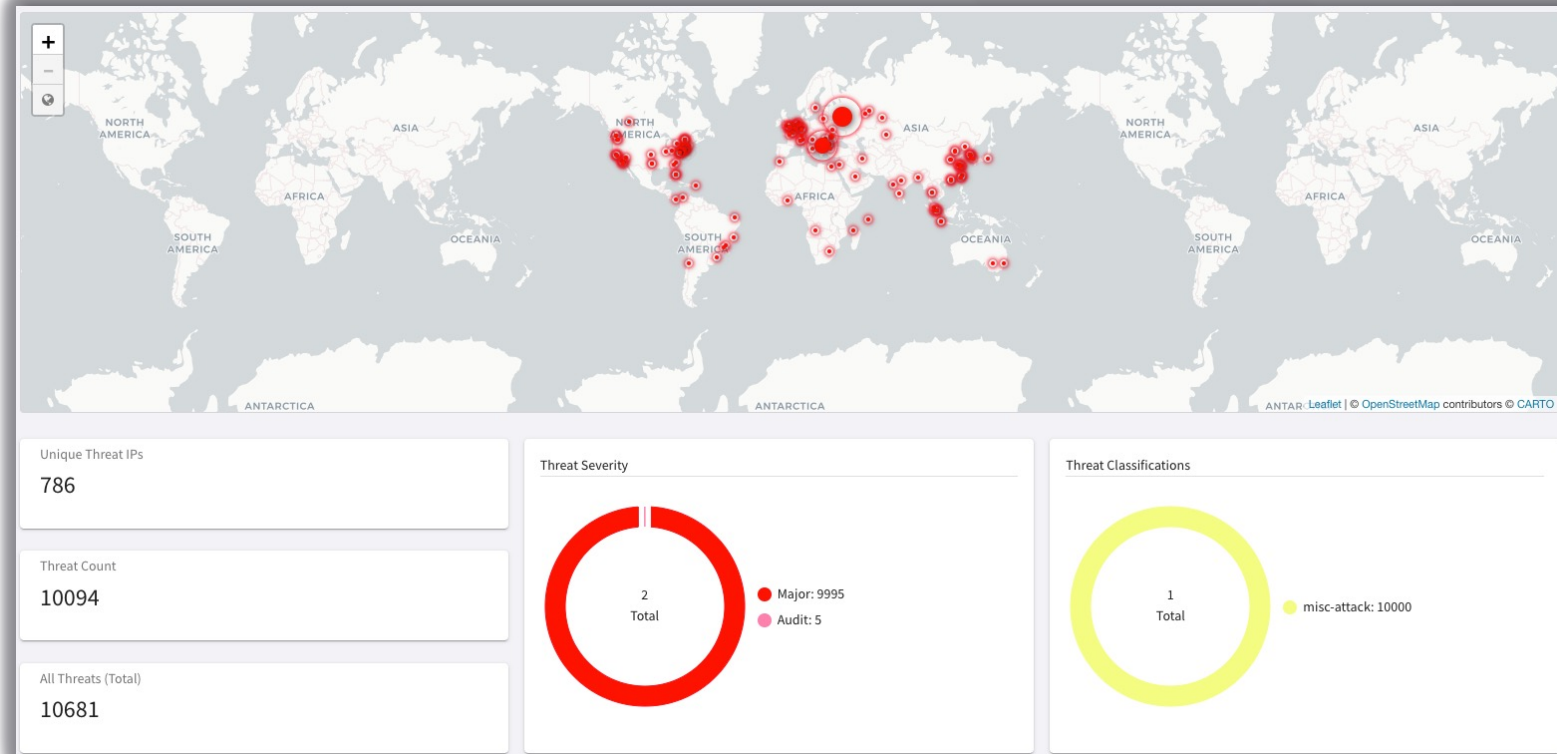 +
−
NORTH
AMERICA
ASIA
AFRICA
SOUTH
AMERICA
OCEANIA
ANTARCTICA
NORTH
AMERICA
ASIA
AFRICA
SOUTH
AMERICA
OCEANIA
ANTARCTICA
NORTH
AMERICA
ASIA
AFRICA
SOUTH
AMERICA
OCEANIA
ANTAR
Leaflet | © OpenStreetMap contributors © CARTO
Unique Threat IPs
786
Threat Count
10094
All Threats (Total)
10681
Threat Severity
2
Total
Major: 9995
Audit: 5
Threat Classifications
1
Total
misc-attack: 10000